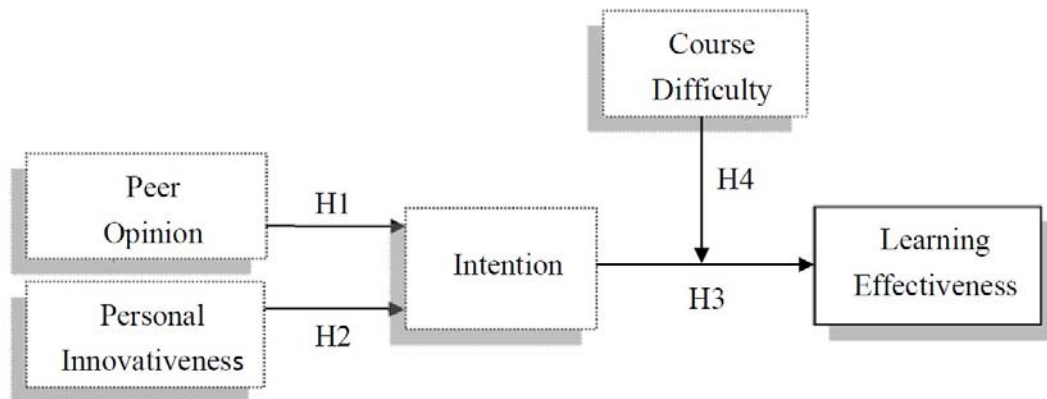 Course
Difficulty
H4
Peer
Opinion
H1
Intention
Learning
Effectiveness
H3
Personal
Innovativeness
H2